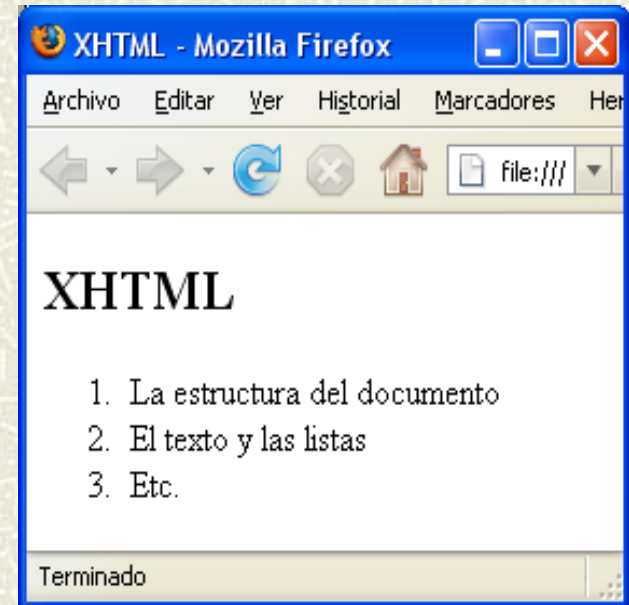 XHTML - Mozilla Firefox
Archivo Editar Ver Historial Marcadores Her
file:///
XHTML
1. La estructura del documento
2. El texto y las listas
3. Etc.
Terminado